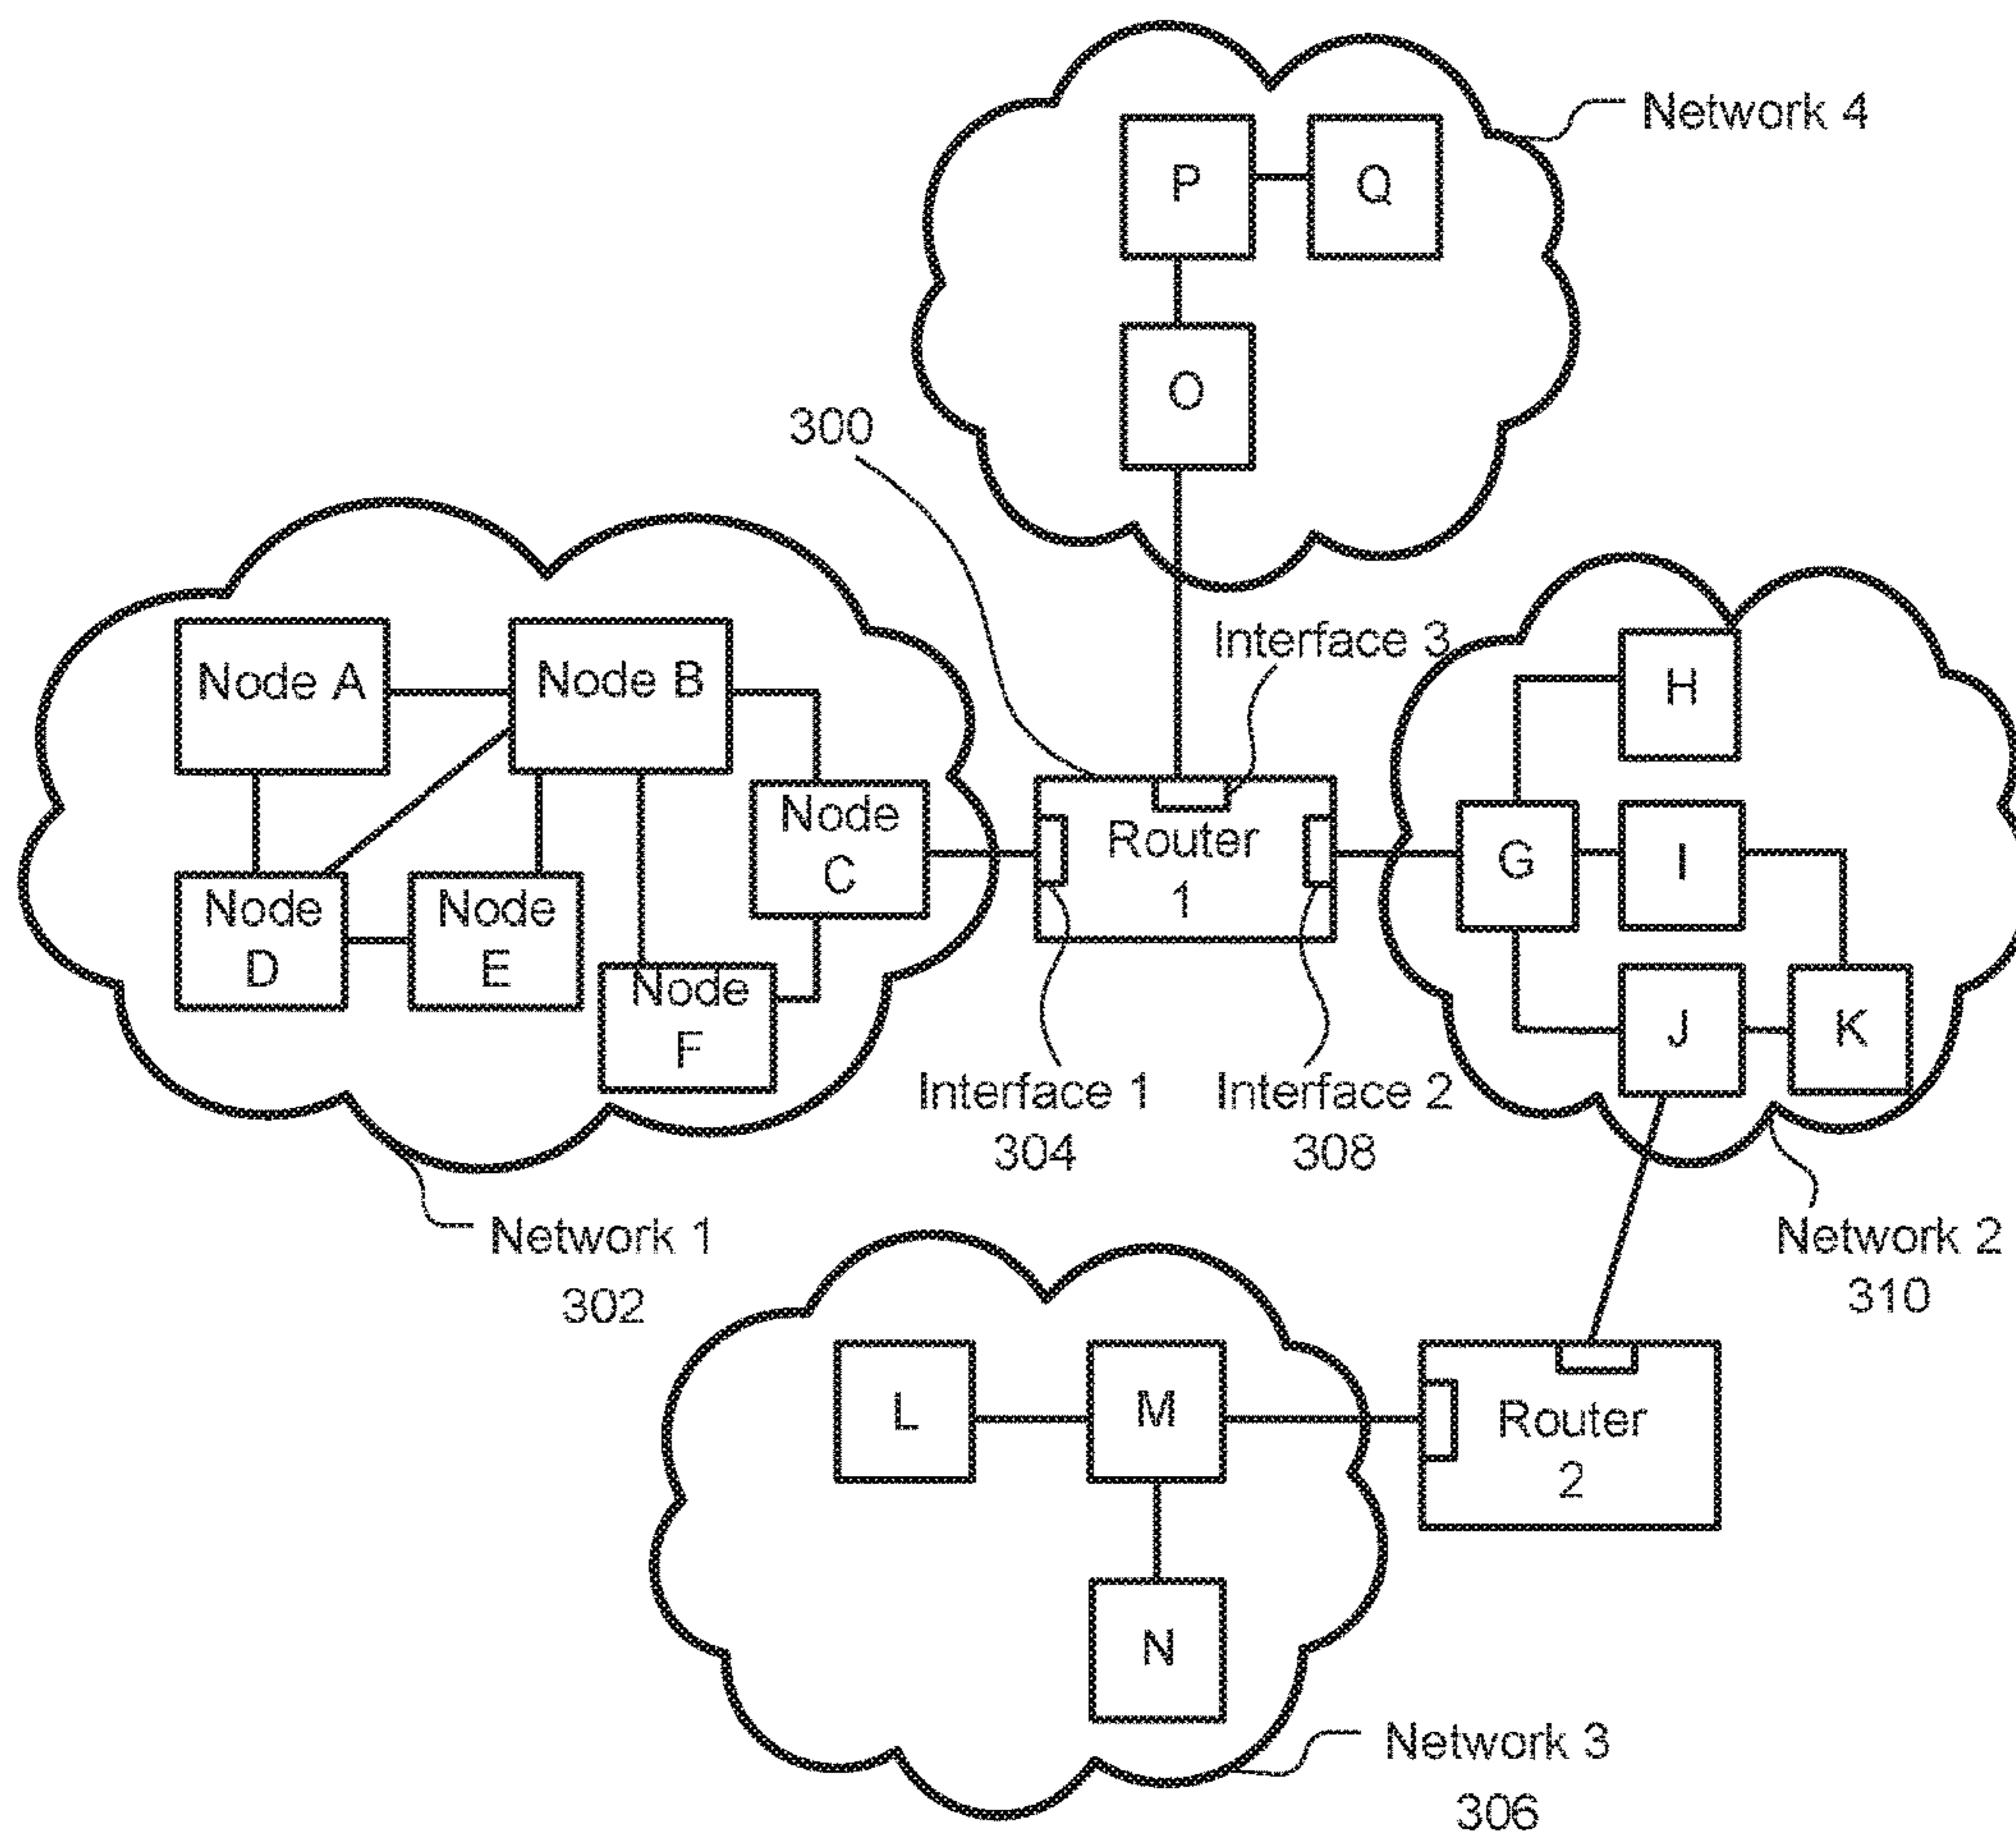 Network 4
P
Q
O
300
Interface 3
Node A
Node B
H
Node
C
Router
1
G
I
Node
D
Node
E
Node
F
J
K
Interface 1
304
Interface 2
308
Network 1
302
Network 2
310
L
M
Router
2
N
Network 3
306